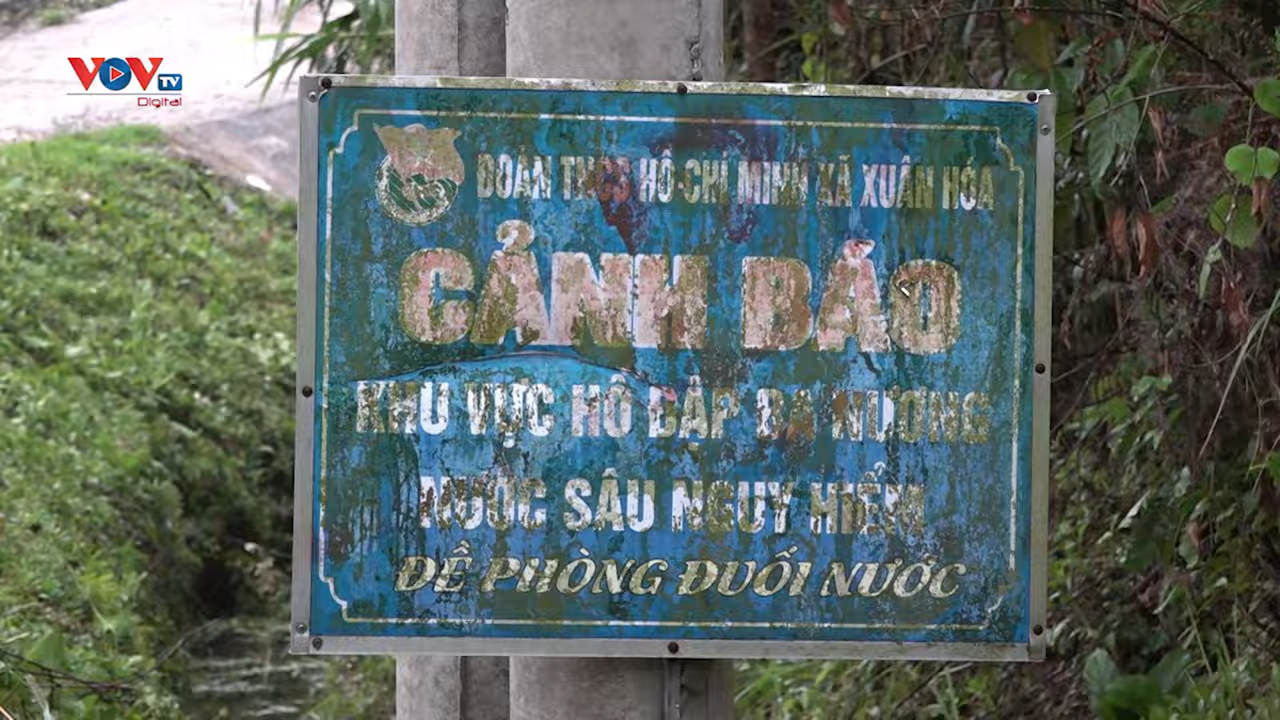 VOV TV
Digital
ĐOÀN TNCS HỒ CHÍ MINH XÃ XUÂN HÓA
CẢNH BÁO
KHU VỰC HỒ ĐẬP BA NƯƠNG
NƯỚC SÂU NGUY HIỂM
ĐỀ PHÒNG ĐUỐI NƯỚC